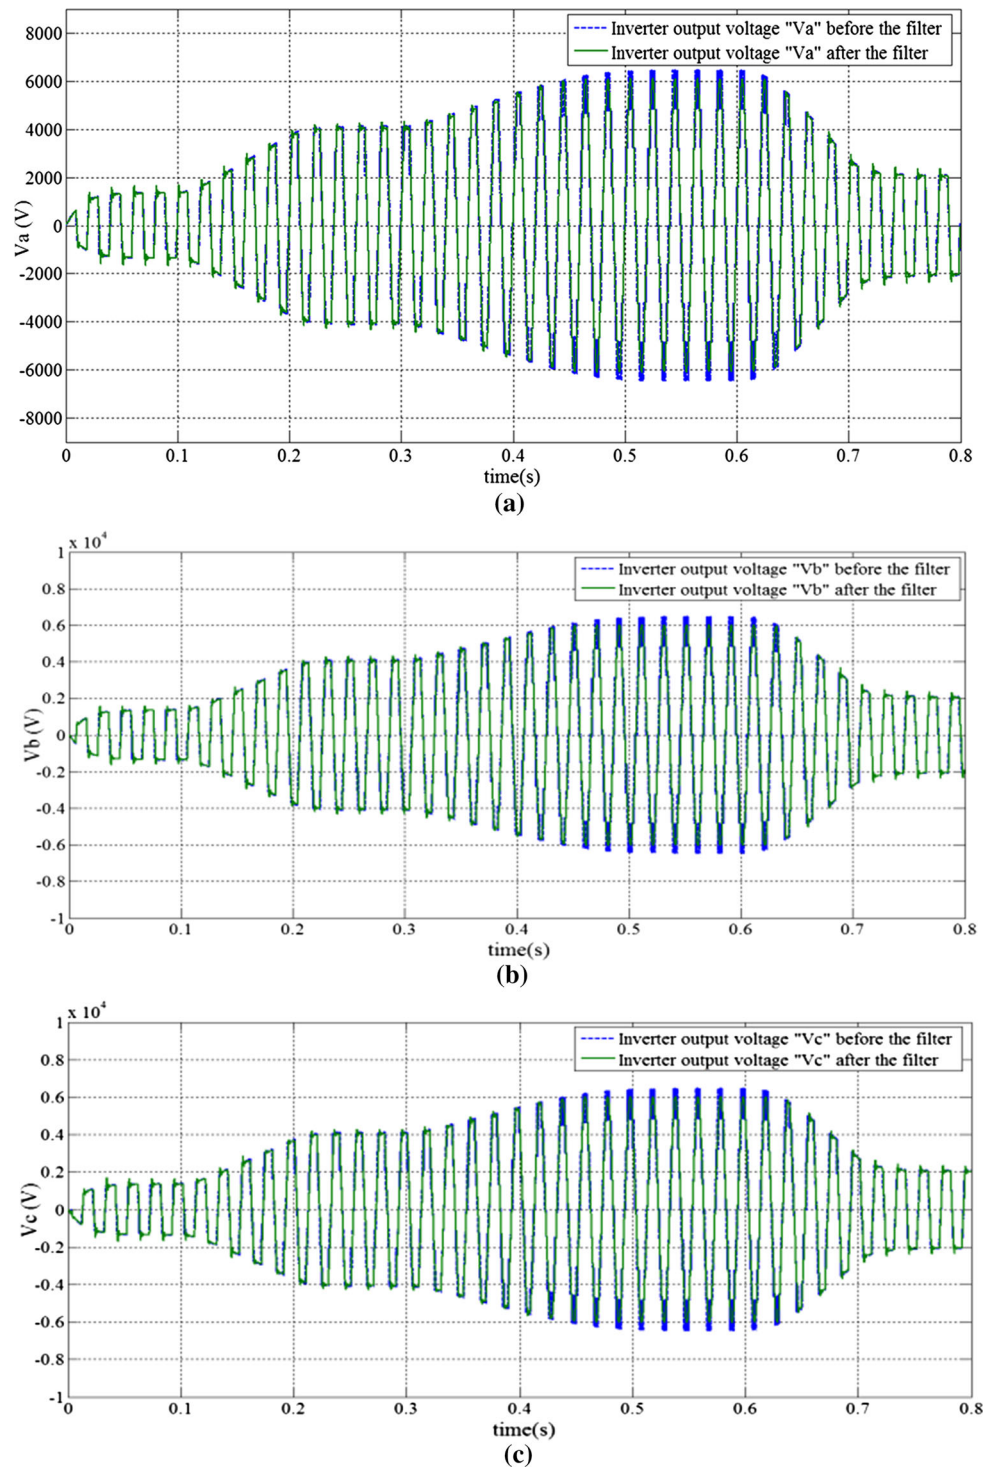 Inverter output voltage "Va" before the filter
Inverter output voltage "Va" after the filter
8000
6000
4000
2000
0
-2000
-4000
-6000
-8000
Va (V)
0 0.1 0.2 0.3 0.4 0.5 0.6 0.7 0.8
time(s)
(a)
x 10^4
Inverter output voltage "Vb" before the filter
Inverter output voltage "Vb" after the filter
1
0.8
0.6
0.4
0.2
0
-0.2
-0.4
-0.6
-0.8
-1
Vb (V)
0 0.1 0.2 0.3 0.4 0.5 0.6 0.7 0.8
time(s)
(b)
x 10^4
Inverter output voltage "Vc" before the filter
Inverter output voltage "Vc" after the filter
1
0.8
0.6
0.4
0.2
0
-0.2
-0.4
-0.6
-0.8
-1
Vc (V)
0 0.1 0.2 0.3 0.4 0.5 0.6 0.7 0.8
time(s)
(c)